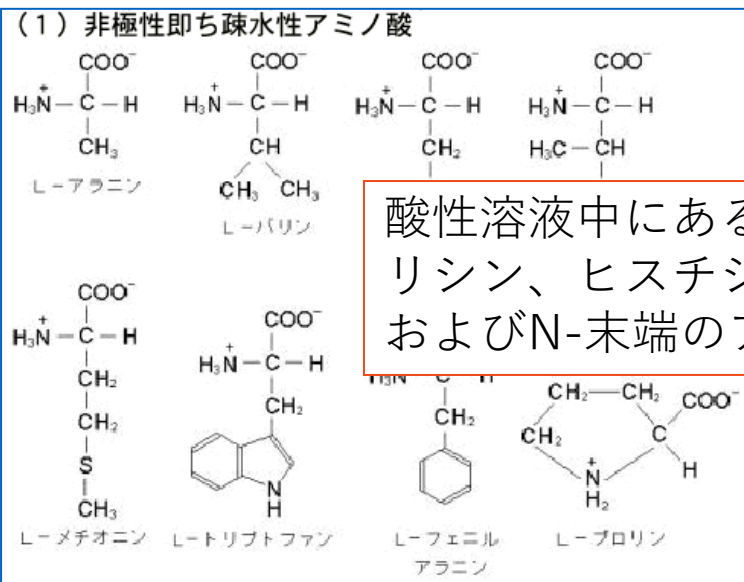 (1)非極性即ち疎水性アミノ酸
COO⁻ COO⁻ COO⁻ COO⁻
H₃N⁺—C—H H₃N⁺—C—H H₃N⁺—C—H H₃N⁺—C—H
CH₃ CH CH₂ H₃C—CH
L-アラニン CH₃ CH₃
L-バリン
酸性溶液中にある
リシン、ヒスチシ
およびN-末端のア
COO⁻ COO⁻
H₃N⁺—C—H H₃N⁺—C—H
CH₂ CH₂ CH₂ CH₂—CH₂ COO⁻
CH₂ CH₂ C
S N⁺ H
CH₃ N H₂
H
L-メチオニン L-トリプトファン L-フェニル L-プロリン
アラニン